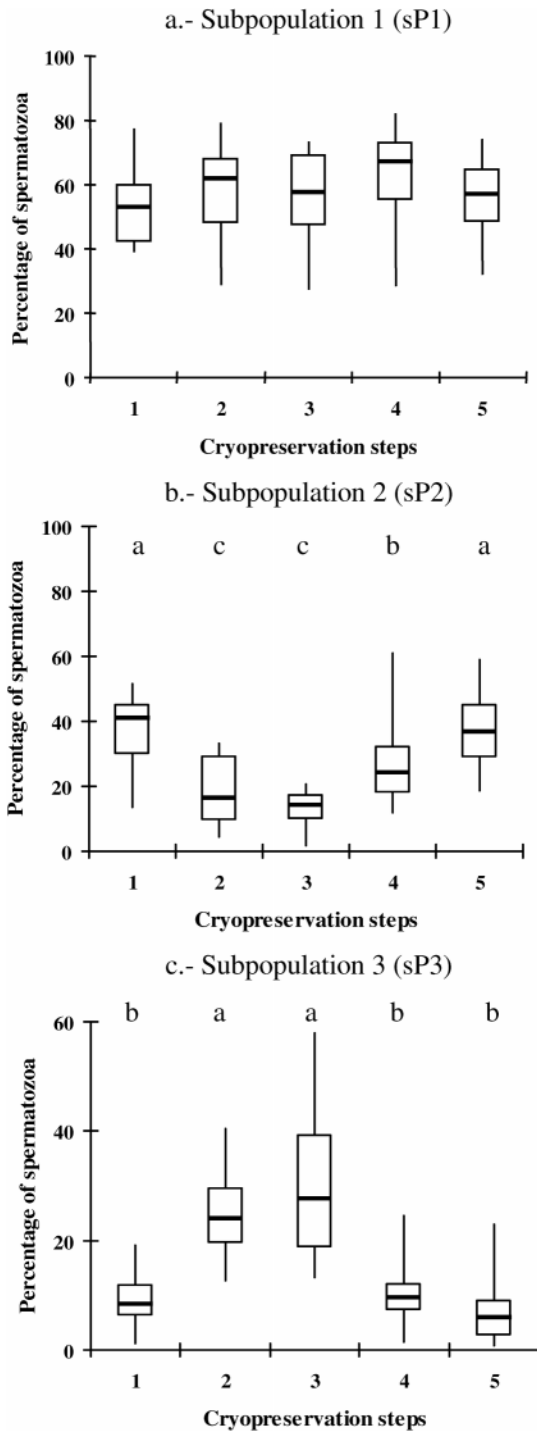 a.- Subpopulation 1 (sP1)
Percentage of spermatozoa
100
80
60
40
20
0
1 2 3 4 5
Cryopreservation steps
b.- Subpopulation 2 (sP2)
Percentage of spermatozoa
100
a c c b a
80
60
40
20
0
1 2 3 4 5
Cryopreservation steps
c.- Subpopulation 3 (sP3)
Percentage of spermatozoa
b a a b b
60
40
20
0
1 2 3 4 5
Cryopreservation steps